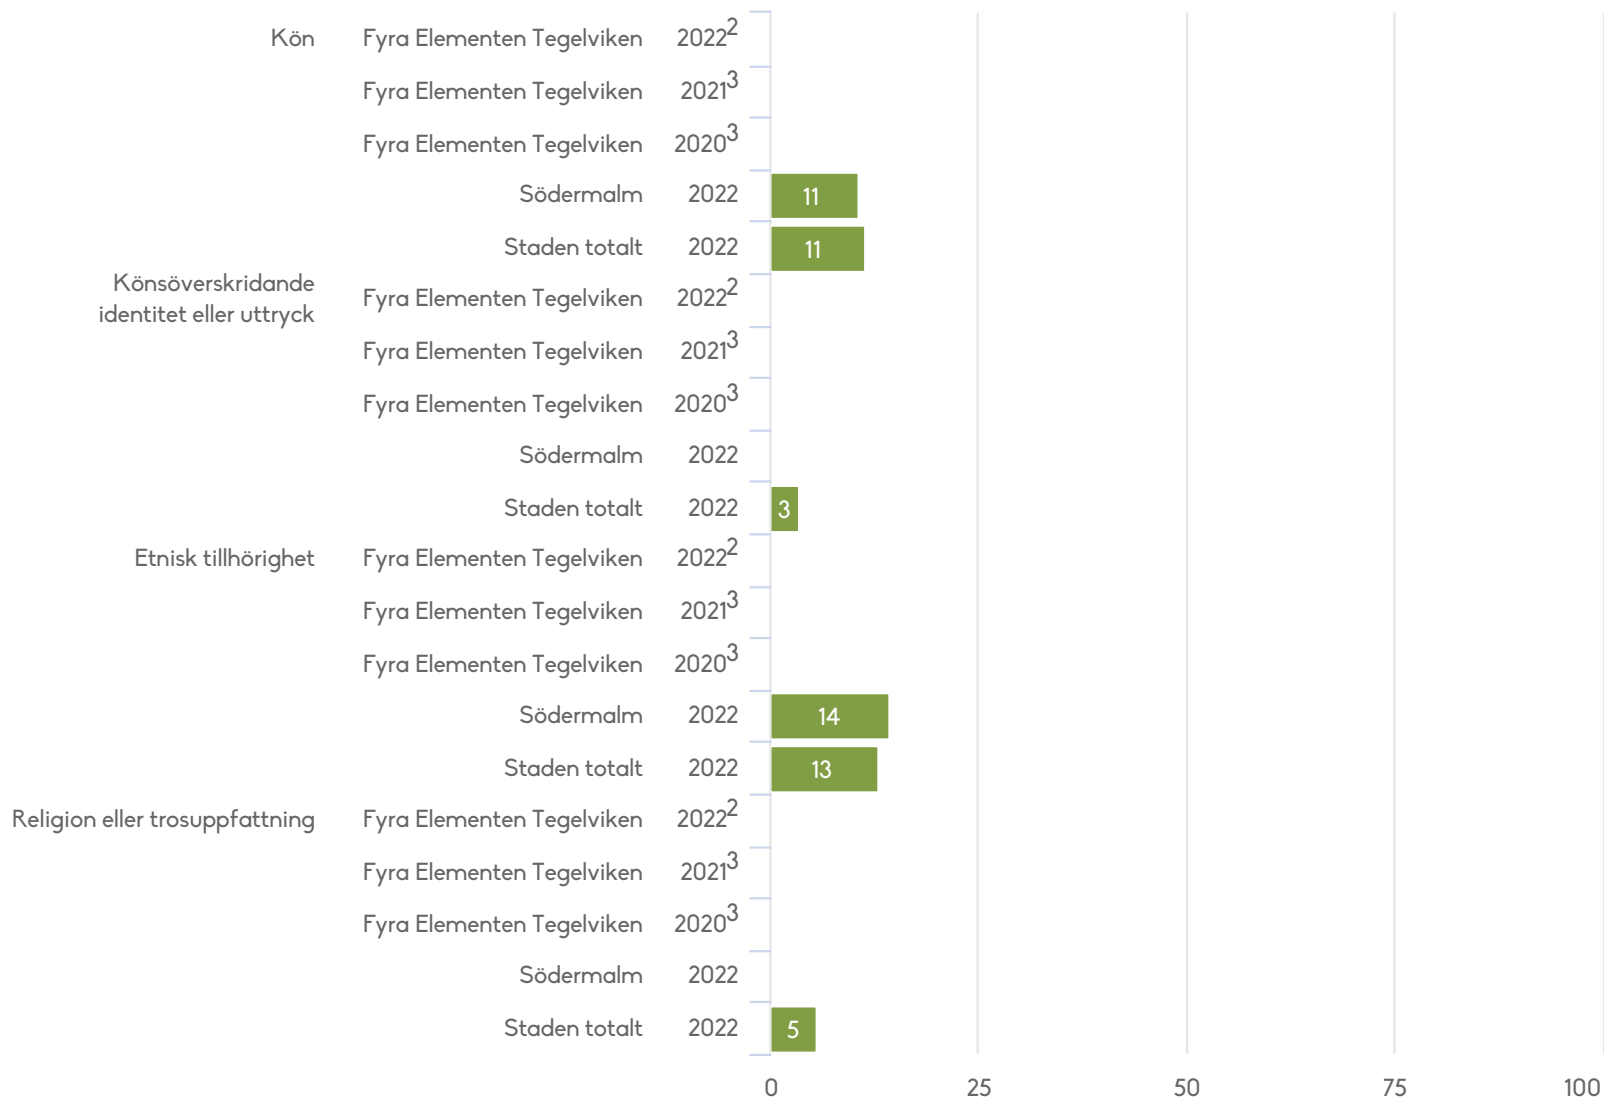 Kön Fyra Elementen Tegelviken 2022²
Fyra Elementen Tegelviken 2021³
Fyra Elementen Tegelviken 2020³
Södermalm 2022 11
Staden totalt 2022 11
Könsöverskridande
identitet eller uttryck Fyra Elementen Tegelviken 2022²
Fyra Elementen Tegelviken 2021³
Fyra Elementen Tegelviken 2020³
Södermalm 2022
Staden totalt 2022 3
Etnisk tillhörighet Fyra Elementen Tegelviken 2022²
Fyra Elementen Tegelviken 2021³
Fyra Elementen Tegelviken 2020³
Södermalm 2022 14
Staden totalt 2022 13
Religion eller trosuppfattning Fyra Elementen Tegelviken 2022²
Fyra Elementen Tegelviken 2021³
Fyra Elementen Tegelviken 2020³
Södermalm 2022
Staden totalt 2022 5
0 25 50 75 100